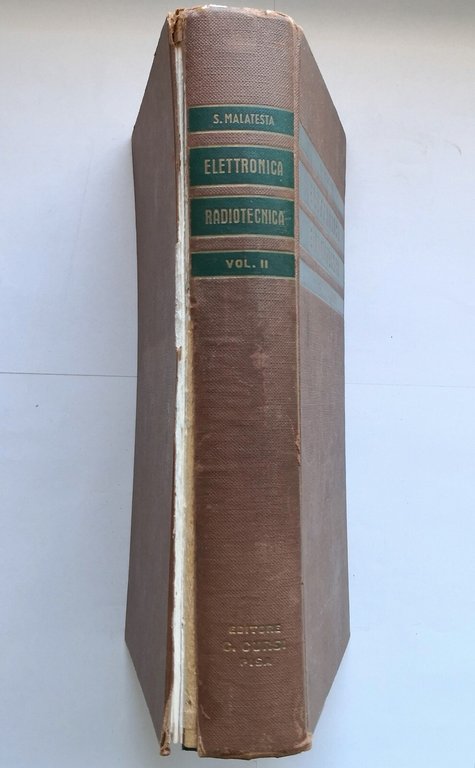 S. MALATESTA
ELETTRONICA
RADIOTECNICA
VOL. II
EDITORE
C. CURSI
PISA